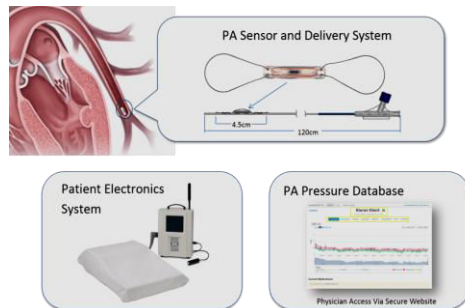 PA Sensor and Delivery System
4.5cm
120cm
Patient Electronics
System
PA Pressure Database
Physician Access Via Secure Website